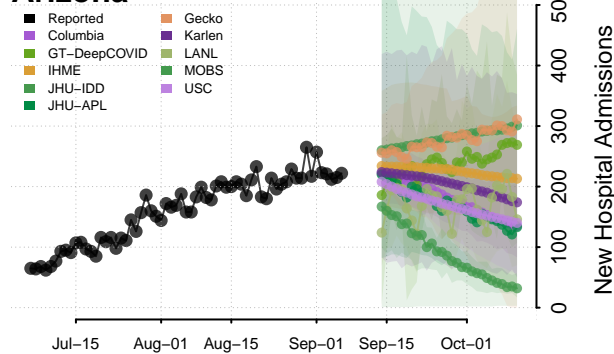 Arizona
Reported
Columbia
GT−DeepCOVID
IHME
JHU−IDD
JHU−APL
Gecko
Karlen
LANL
MOBS
USC
0
100
200
300
400
50
New Hospital Admissions
Jul−15
Aug−01
Aug−15
Sep−01
Sep−15
Oct−01